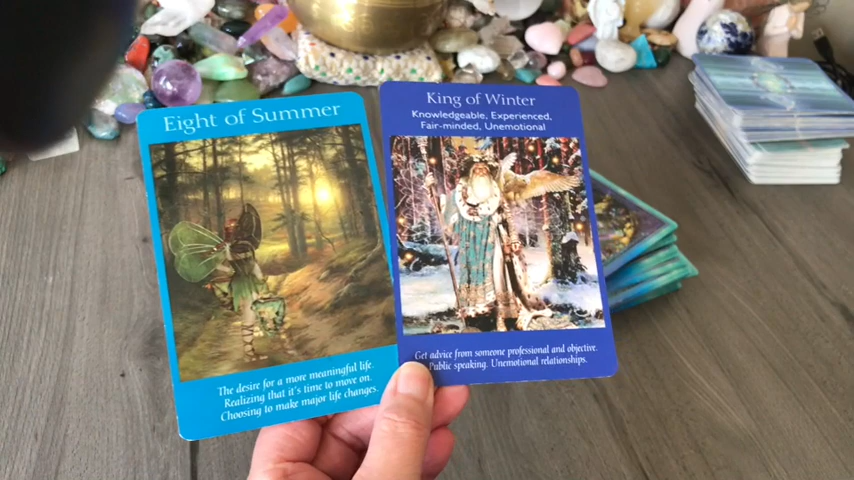 Eight of Summer
The desire for a more meaningful life.
Realizing that it's time to move on.
Choosing to make major life changes.
King of Winter
Knowledgeable, Experienced,
Fair-minded, Unemotional
Get advice from someone professional and objective.
Public speaking. Unemotional relationships.